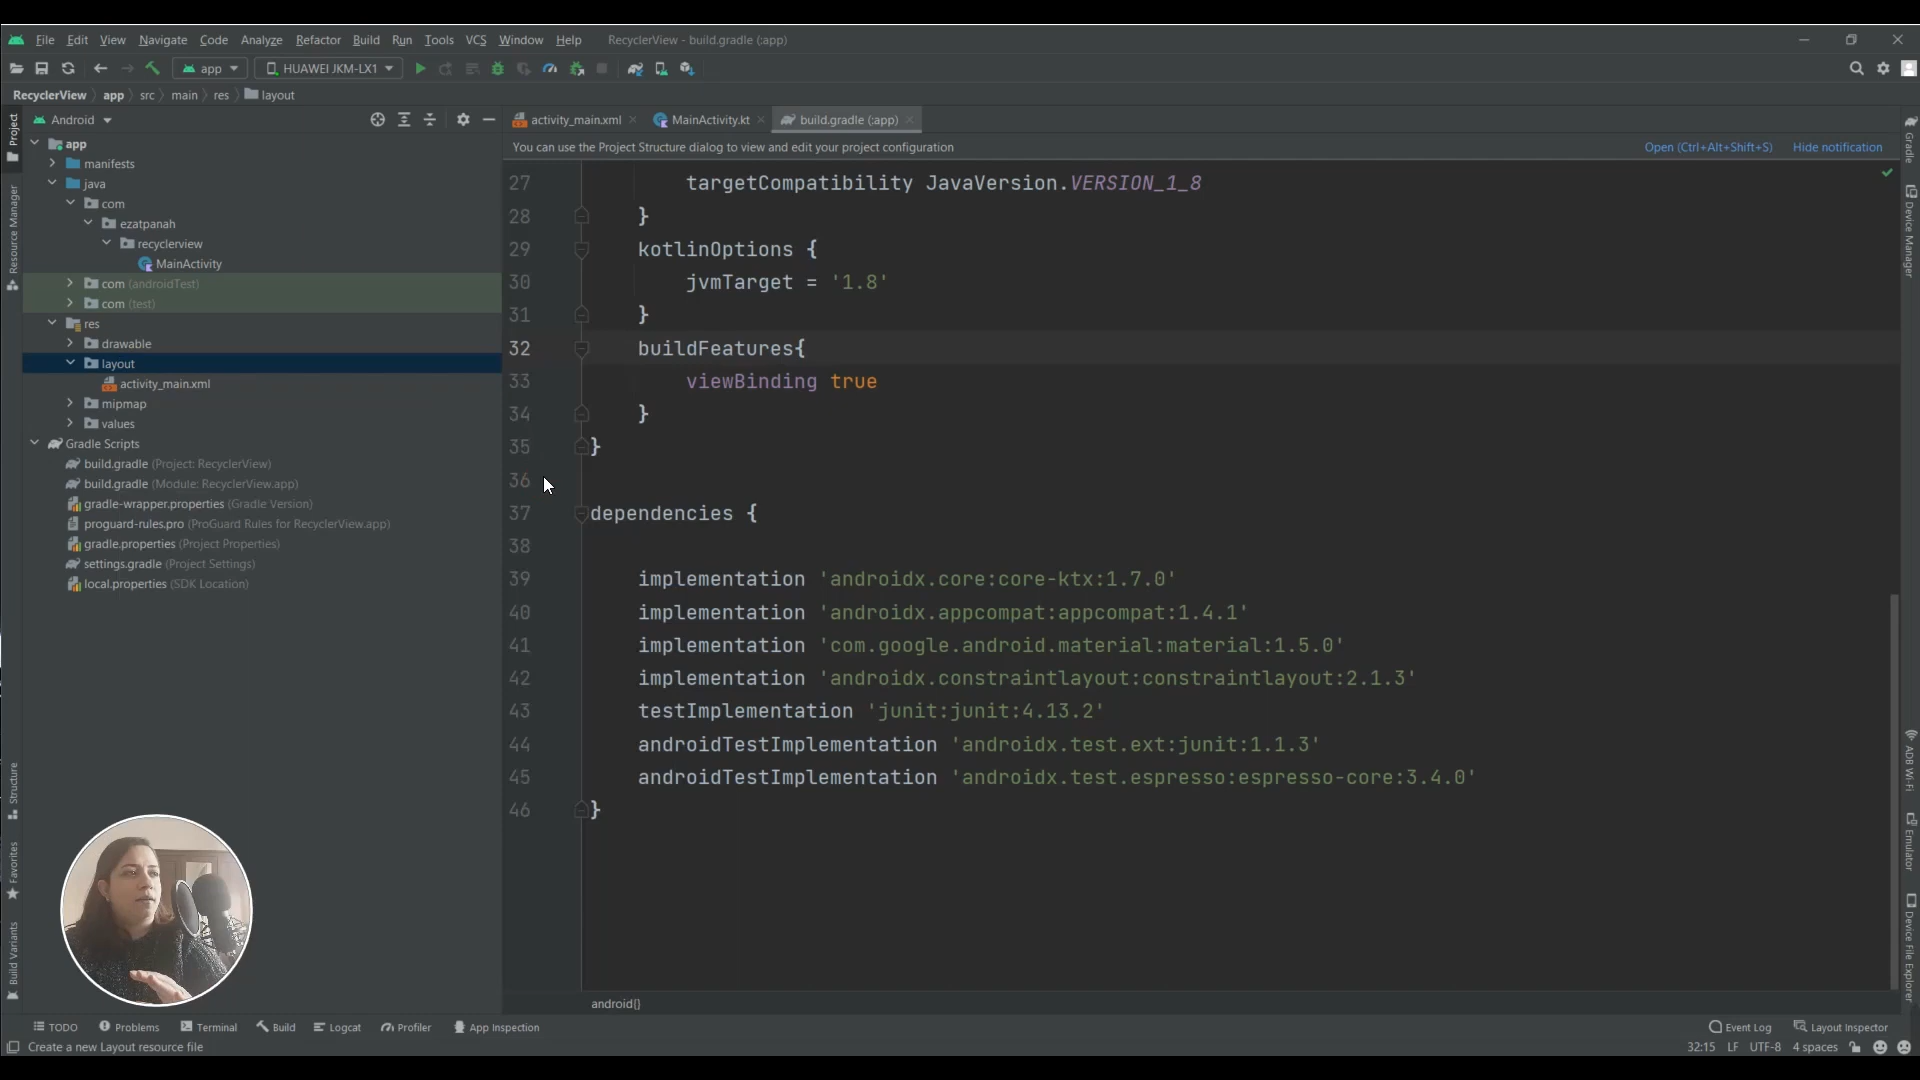 File Edit View Navigate Code Analyze Refactor Build Run Tools VCS Window Help RecyclerView - build.gradle (:app)
app HUAWEI JKM-LX1
RecyclerView app src main res layout
Project
Resource Manager
Structure
Favorites
Build Variants
Android
app
manifests
java
com
ezatpanah
recyclerview
MainActivity
com (androidTest)
com (test)
res
drawable
layout
activity_main.xml
mipmap
values
Gradle Scripts
build.gradle (Project: RecyclerView)
build.gradle (Module: RecyclerView.app)
gradle-wrapper.properties (Gradle Version)
proguard-rules.pro (ProGuard Rules for RecyclerView.app)
gradle.properties (Project Properties)
settings.gradle (Project Settings)
local.properties (SDK Location)
activity_main.xml MainActivity.kt build.gradle (:app)
You can use the Project Structure dialog to view and edit your project configuration Open (Ctrl+Alt+Shift+S) Hide notification
27 targetCompatibility JavaVersion.VERSION_1_8
28 }
29 kotlinOptions {
30 jvmTarget = '1.8'
31 }
32 buildFeatures{
33 viewBinding true
34 }
35 }
36
37 dependencies {
38
39 implementation 'androidx.core:core-ktx:1.7.0'
40 implementation 'androidx.appcompat:appcompat:1.4.1'
41 implementation 'com.google.android.material:material:1.5.0'
42 implementation 'androidx.constraintlayout:constraintlayout:2.1.3'
43 testImplementation 'junit:junit:4.13.2'
44 androidTestImplementation 'androidx.test.ext:junit:1.1.3'
45 androidTestImplementation 'androidx.test.espresso:espresso-core:3.4.0'
46 }
android{}
Gradle
Device Manager
ADB Wi-Fi
Emulator
Device File Explorer
TODO Problems Terminal Build Logcat Profiler App Inspection Event Log Layout Inspector
Create a new Layout resource file 32:15 LF UTF-8 4 spaces